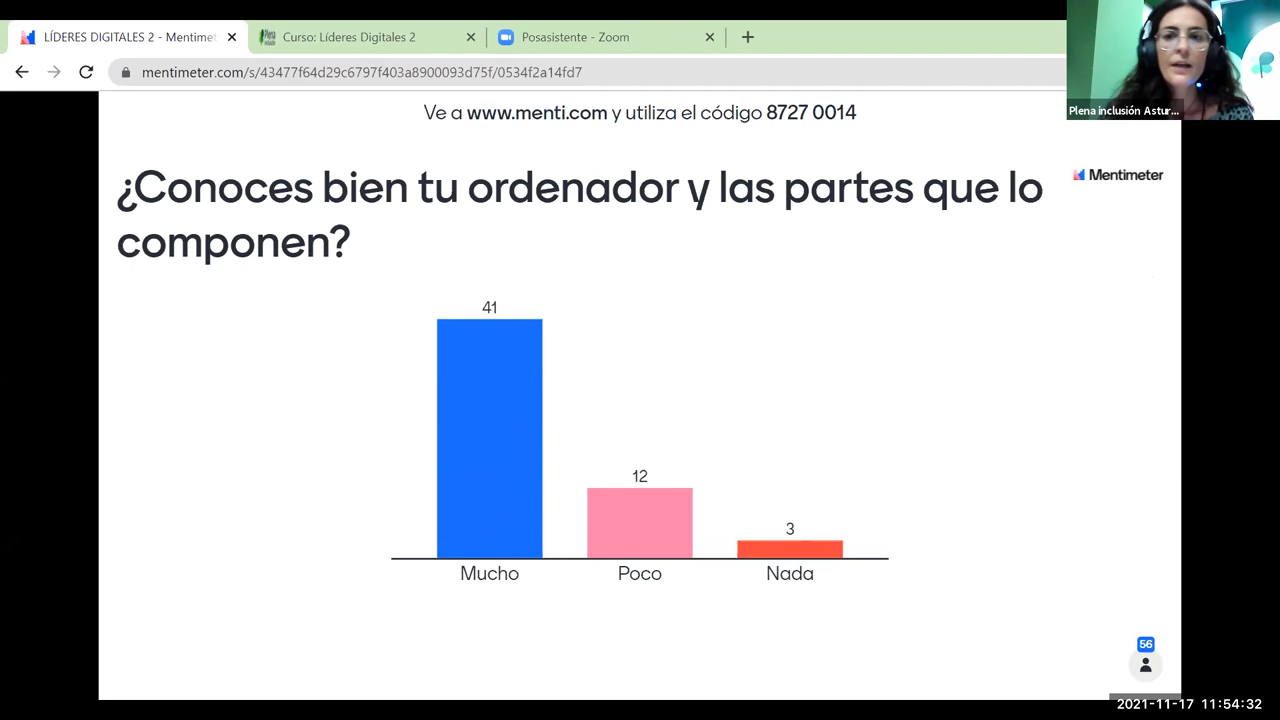 LÍDERES DIGITALES 2 - Mentimet
Curso: Líderes Digitales 2
Posasistente - Zoom
mentimeter.com/s/43477f64d29c6797f403a8900093d75f/0534f2a14fd7
Plena inclusión Astur...
Ve a www.menti.com y utiliza el código 8727 0014
¿Conoces bien tu ordenador y las partes que lo
componen?
Mentimeter
41
12
3
Mucho
Poco
Nada
56
2021-11-17 11:54:32